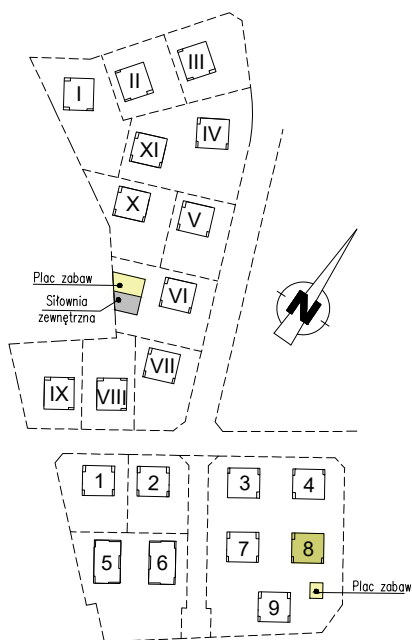 III
II
I
IV
XI
X
V
Plac zabaw
Siłownia
zewnętrzna
VI
N
VII
IX
VIII
1
2
3
4
5
6
7
8
Plac zabaw
9